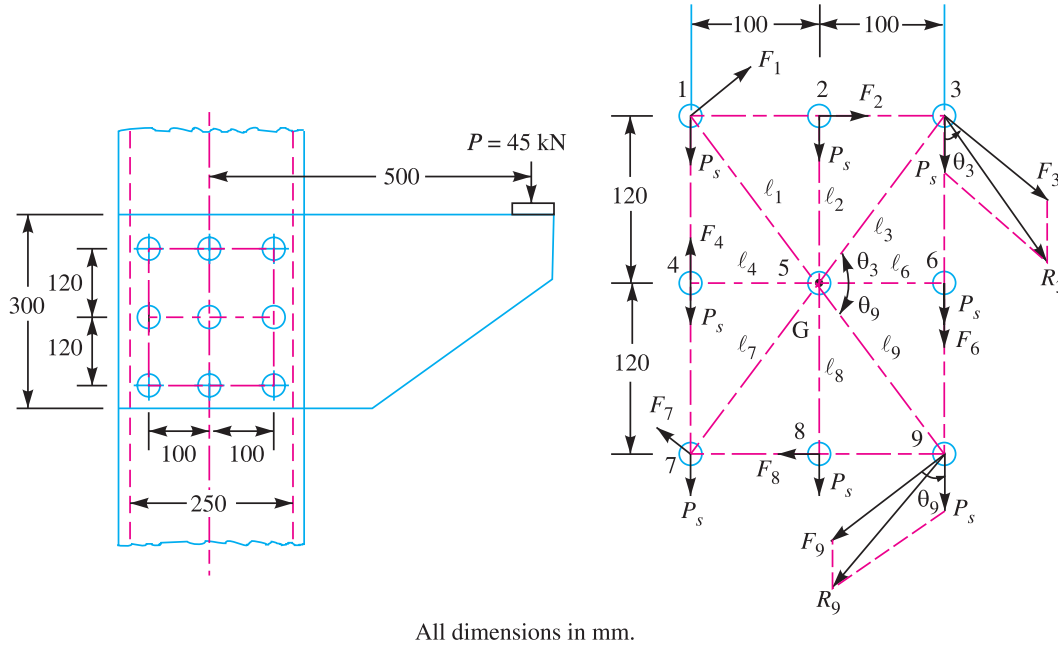 P = 45 kN
500
300
120
120
100
100
250
100
100
1
2
3
F1
F2
F3
Ps
Ps
Ps
θ3
R3
120
120
ℓ1
ℓ2
ℓ3
F4
4
ℓ4
5
θ3
ℓ6
6
Ps
G
θ9
Ps
F6
ℓ7
ℓ8
ℓ9
F7
7
8
9
F8
Ps
Ps
θ9
Ps
F9
R9
All dimensions in mm.